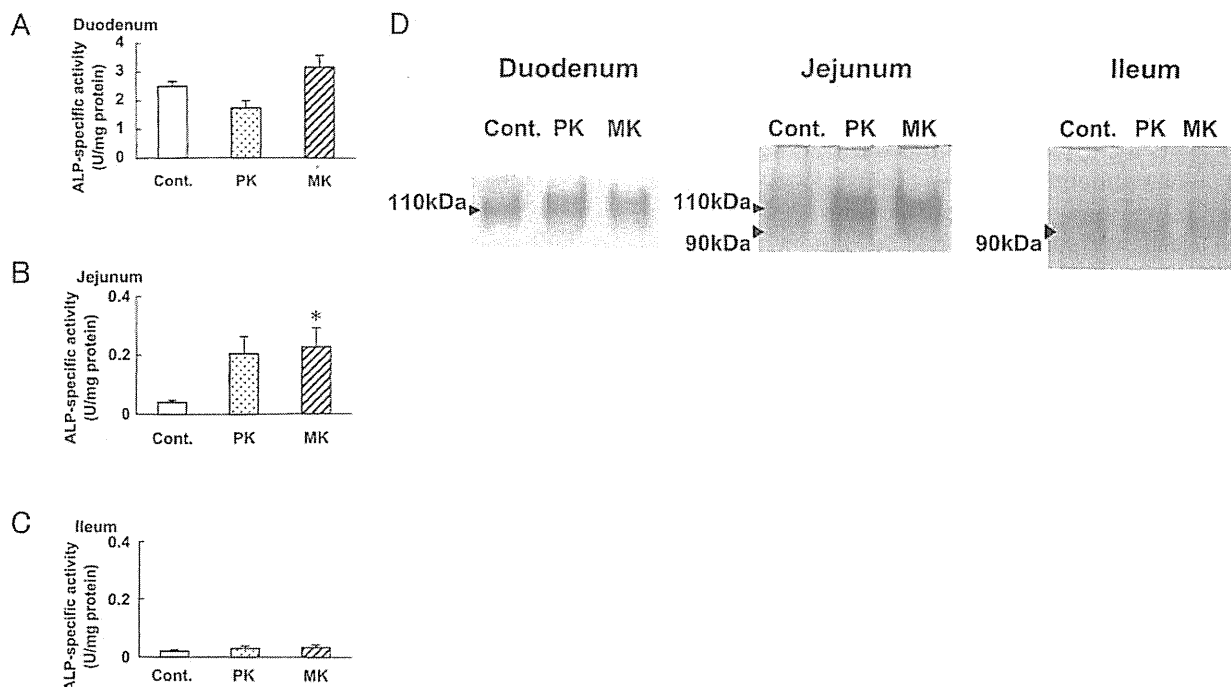 A
Duodenum
ALP-specific activity
(U/mg protein)
4
3
2
1
0
Cont. PK MK
B
Jejunum
ALP-specific activity
(U/mg protein)
0.4
0.2
0
*
Cont. PK MK
C
Ileum
ALP-specific activity
(U/mg protein)
0.4
0.2
0
Cont. PK MK
D
Duodenum
Cont. PK MK
110kDa
Jejunum
Cont. PK MK
110kDa
90kDa
Ileum
Cont. PK MK
90kDa